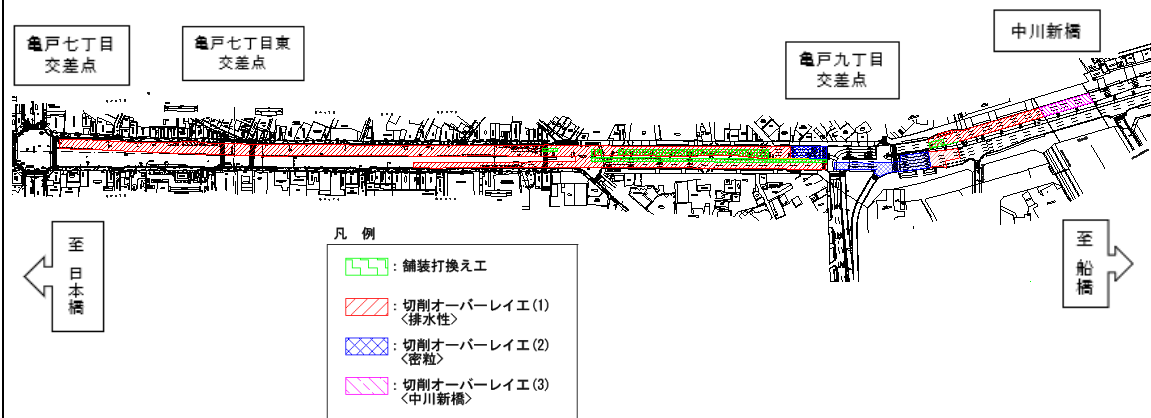 亀戸七丁目
交差点
亀戸七丁目東
交差点
亀戸九丁目
交差点
中川新橋
至 日本橋
至 船橋
凡 例
：舗装打換え工
：切削オーバーレイ工(1)
<排水性>
：切削オーバーレイ工(2)
<密粒>
：切削オーバーレイ工(3)
<中川新橋>